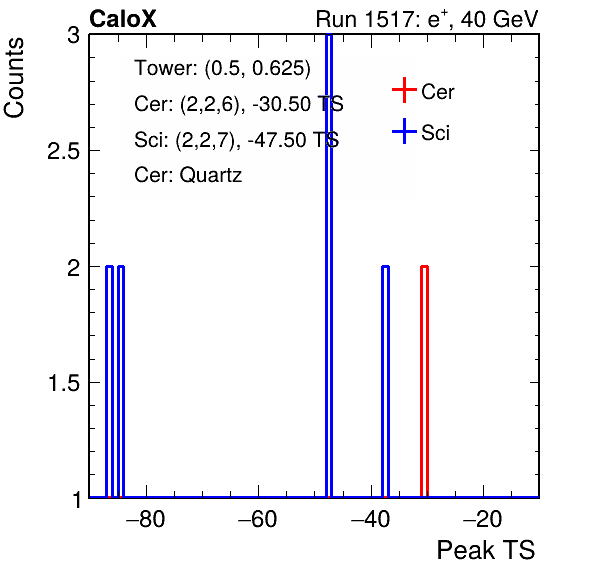 CaloX Run 1517: e+, 40 GeV
Counts
3
2.5
2
1.5
1
Tower: (0.5, 0.625)
Cer: (2,2,6), -30.50 TS
Sci: (2,2,7), -47.50 TS
Cer: Quartz
Cer
Sci
−80 −60 −40 −20
Peak TS